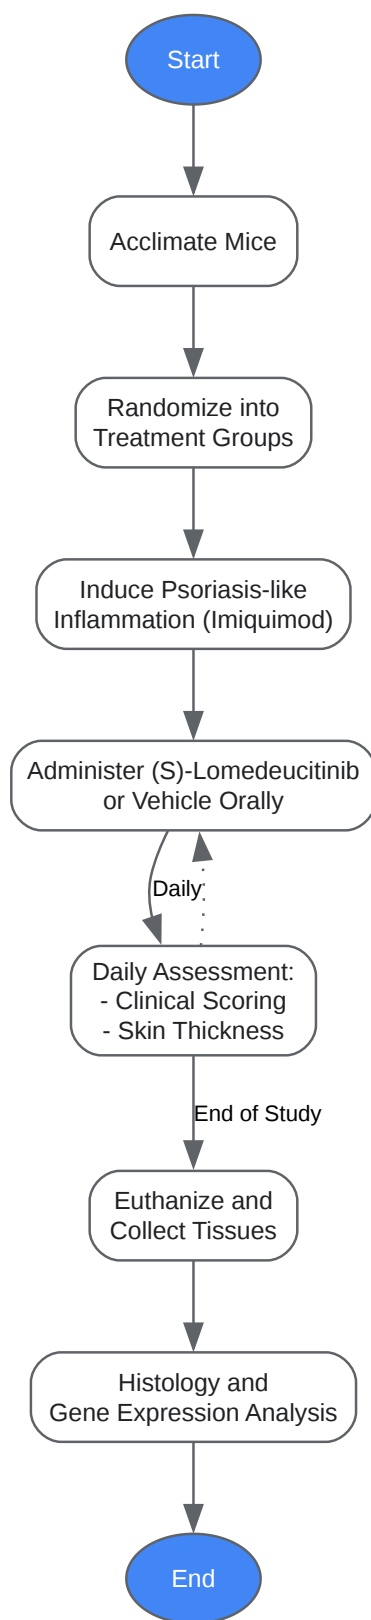 Start
Acclimate Mice
Randomize into
Treatment Groups
Induce Psoriasis-like
Inflammation (Imiquimod)
Administer (S)-Lomedeucitinib
or Vehicle Orally
Daily
Daily Assessment:
- Clinical Scoring
- Skin Thickness
End of Study
Euthanize and
Collect Tissues
Histology and
Gene Expression Analysis
End